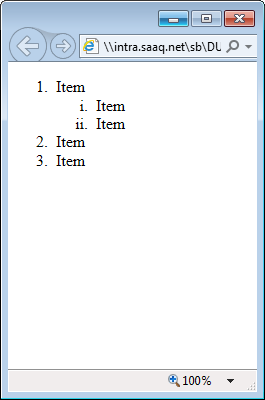 \\intra.saaq.net\sb\DU
1. Item
i. Item
ii. Item
2. Item
3. Item
100%